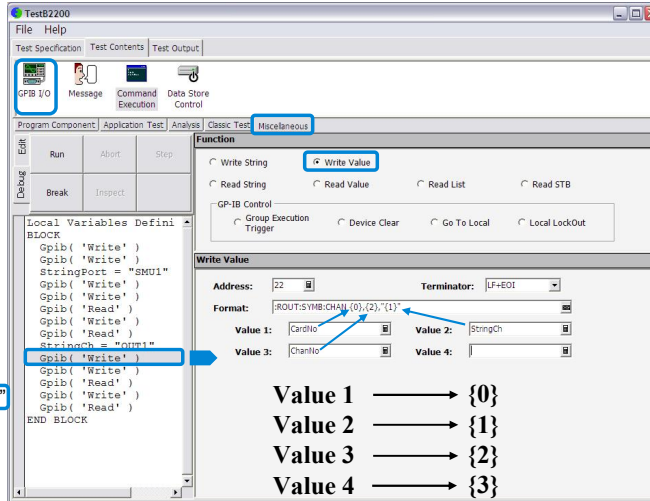 TestB2200
File Help
Test Specification Test Contents Test Output
GPIB I/O Message Command Execution Data Store Control
Program Component Application Test Analysis Classic Test Miscellaneous
Edit
Debug
Run Abort Step
Break Inspect
Function
Write String Write Value
Read String Read Value Read List Read STB
GP-IB Control
Group Execution Trigger Device Clear Go To Local Local LockOut
Local Variables Defini
BLOCK
Gpib( 'Write' )
Gpib( 'Write' )
StringPort = "SMU1"
Gpib( 'Write' )
Gpib( 'Write' )
Gpib( 'Read' )
Gpib( 'Write' )
Gpib( 'Read' )
StringCh = "OUT1"
Gpib( 'Write' )
Gpib( 'Write' )
Gpib( 'Read' )
Gpib( 'Write' )
Gpib( 'Read' )
END BLOCK
”
Write Value
Address: 22 Terminator: LF+EOI
Format: :ROUT:SYMB:CHAN {0},{2},"{1}"
Value 1: CardNo Value 2: StringCh
Value 3: ChanNo Value 4:
Value 1 → {0}
Value 2 → {1}
Value 3 → {2}
Value 4 → {3}